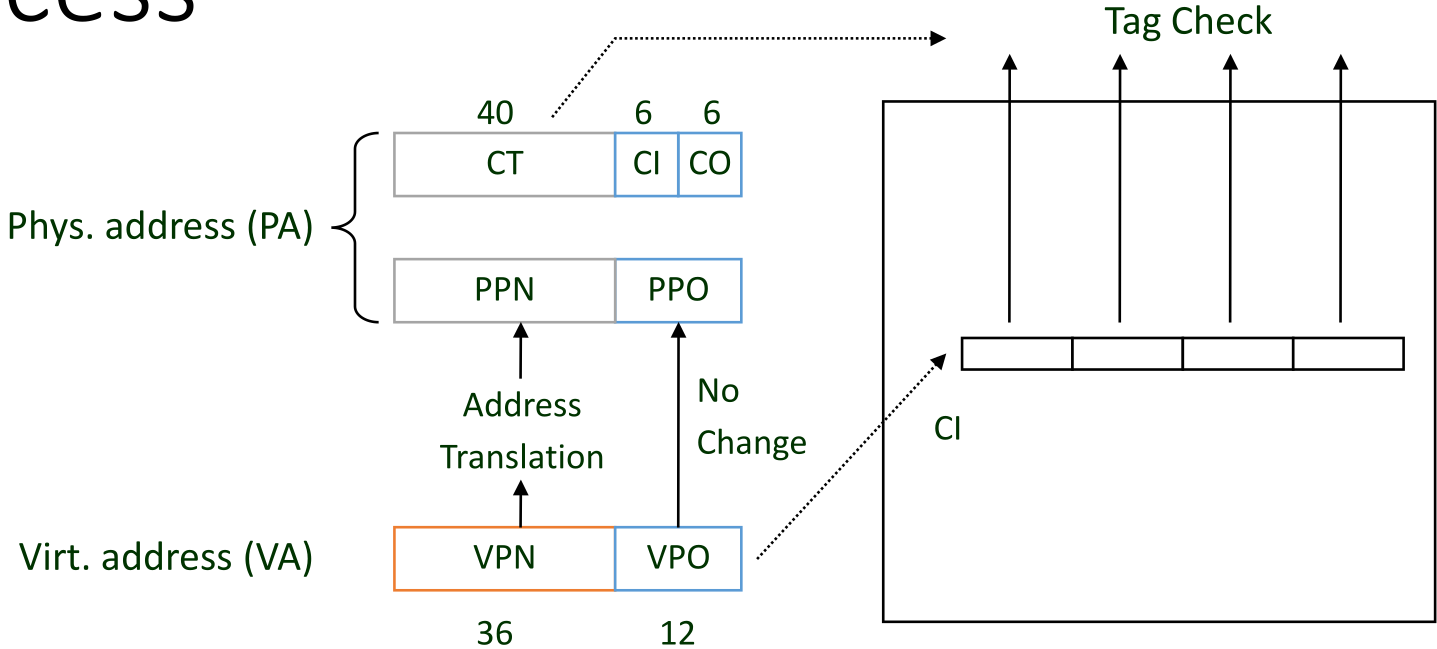 cess
Tag Check
40 6 6
CT CI CO
Phys. address (PA)
PPN PPO
Address
Translation
No
Change
CI
Virt. address (VA)
VPN VPO
36 12